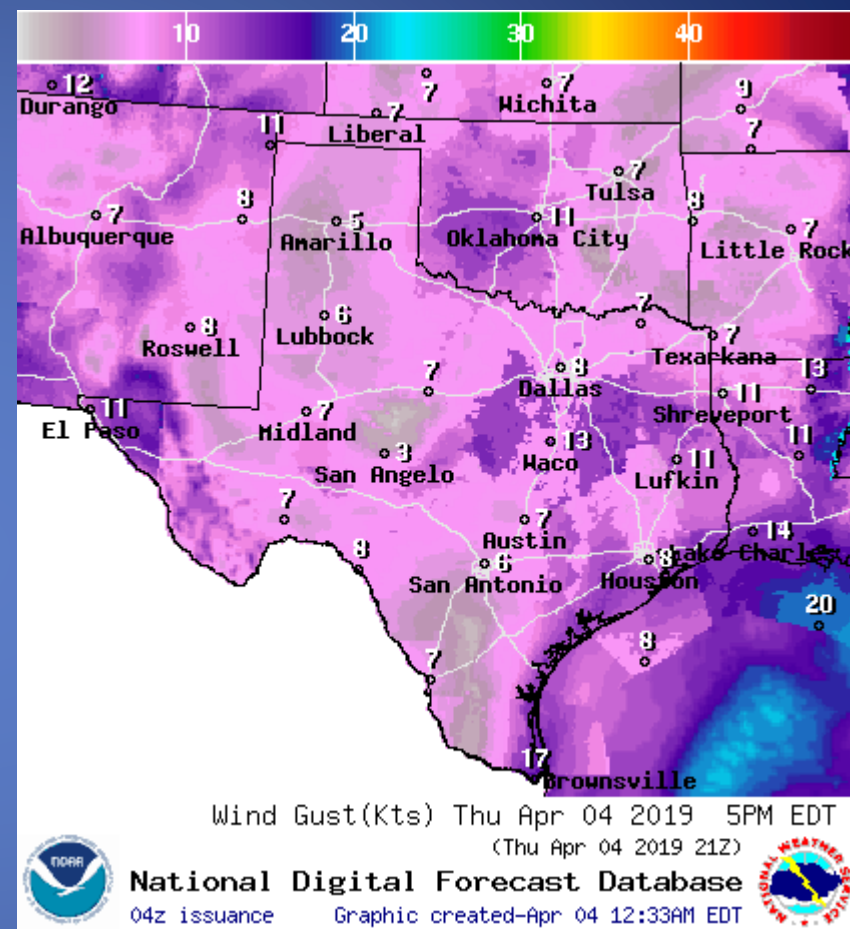 10 20 30 40
12 7 7 9
Durango Wichita
11 7 7
Liberal
7
Tulsa
7 8 5 11 8 7
Albuquerque Amarillo Oklahoma City Little Rock
8 6 7 7
Roswell Lubbock Texarkana
7 8 13
Dallas
11 7 11
El Paso Midland Shreveport
3 13 11 11
San Angelo Waco Lufkin
7 7 14
Austin Lake Charles
8 6 8
San Antonio Houston
20
8
7
17
Brownsville
Wind Gust(Kts) Thu Apr 04 2019 5PM EDT
(Thu Apr 04 2019 21Z)
National Digital Forecast Database
04z issuance Graphic created-Apr 04 12:33AM EDT
NOAA
NATIONAL WEATHER SERVICE